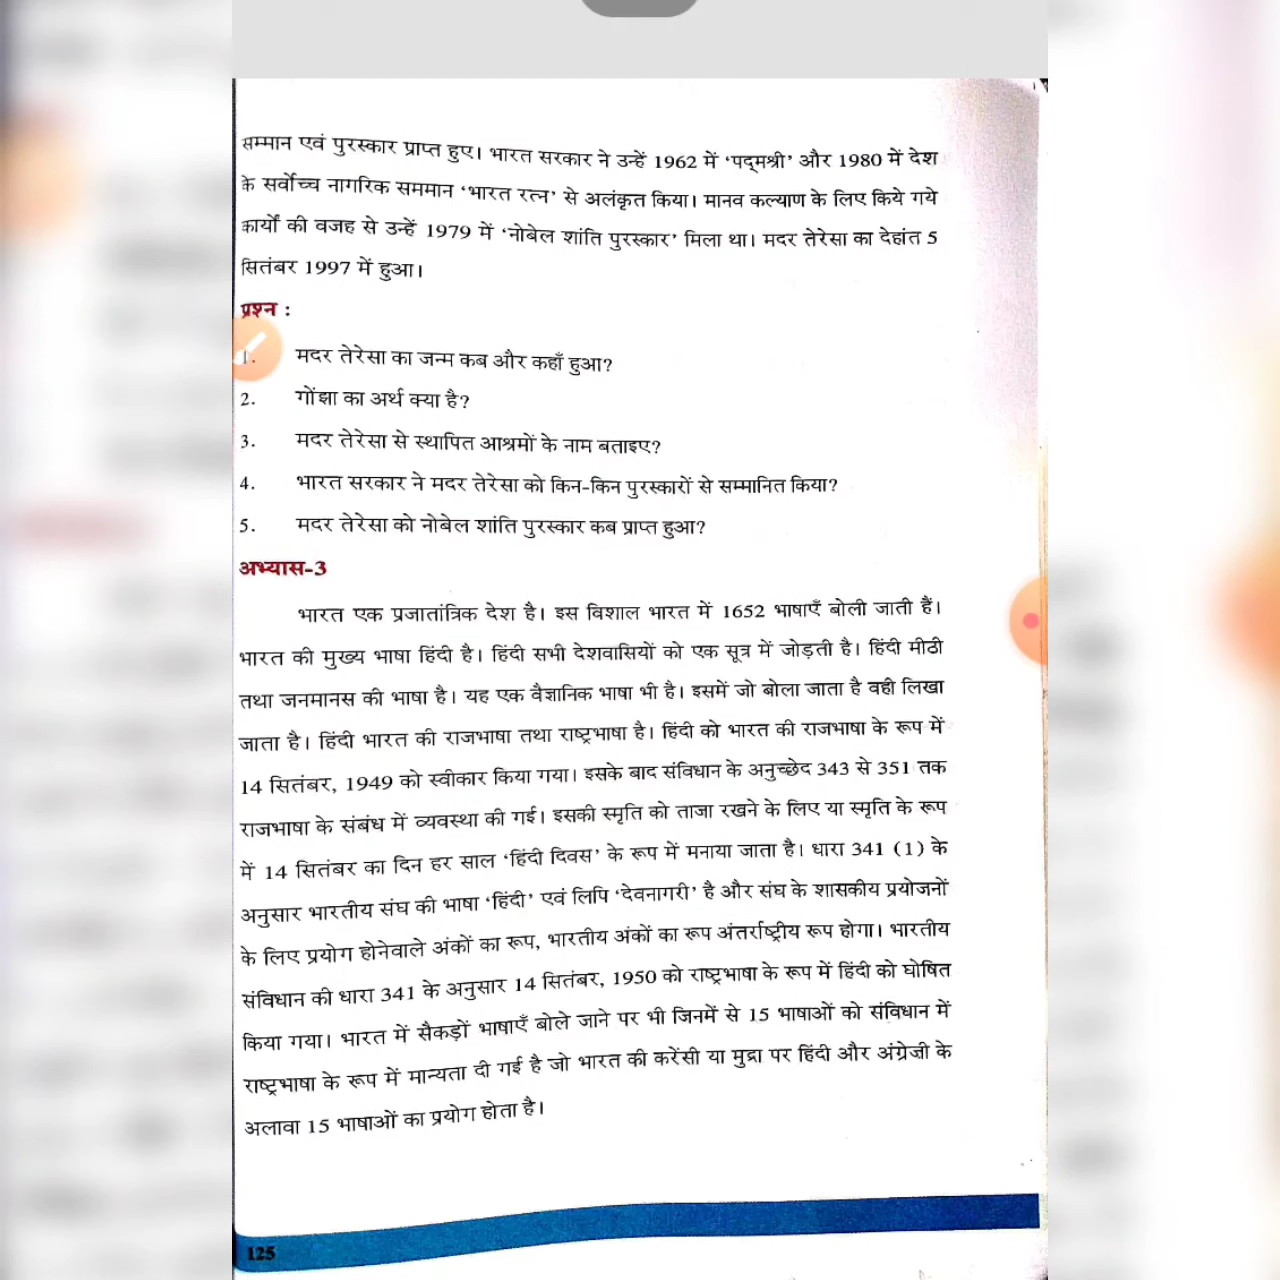 सम्मान एवं पुरस्कार प्राप्त हुए। भारत सरकार ने उन्हें 1962 में ‘पद्मश्री’ और 1980 में देश
के सर्वोच्च नागरिक सममान ‘भारत रत्न’ से अलंकृत किया। मानव कल्याण के लिए किये गये
कार्यों की वजह से उन्हें 1979 में ‘नोबेल शांति पुरस्कार’ मिला था। मदर तेरेसा का देहांत 5
सितंबर 1997 में हुआ।
प्रश्न :
1. मदर तेरेसा का जन्म कब और कहाँ हुआ?
2. गोंझा का अर्थ क्या है?
3. मदर तेरेसा से स्थापित आश्रमों के नाम बताइए?
4. भारत सरकार ने मदर तेरेसा को किन-किन पुरस्कारों से सम्मानित किया?
5. मदर तेरेसा को नोबेल शांति पुरस्कार कब प्राप्त हुआ?
अभ्यास-3
भारत एक प्रजातांत्रिक देश है। इस विशाल भारत में 1652 भाषाएँ बोली जाती हैं।
भारत की मुख्य भाषा हिंदी है। हिंदी सभी देशवासियों को एक सूत्र में जोड़ती है। हिंदी मीठी
तथा जनमानस की भाषा है। यह एक वैज्ञानिक भाषा भी है। इसमें जो बोला जाता है वही लिखा
जाता है। हिंदी भारत की राजभाषा तथा राष्ट्रभाषा है। हिंदी को भारत की राजभाषा के रूप में
14 सितंबर, 1949 को स्वीकार किया गया। इसके बाद संविधान के अनुच्छेद 343 से 351 तक
राजभाषा के संबंध में व्यवस्था की गई। इसकी स्मृति को ताजा रखने के लिए या स्मृति के रूप
में 14 सितंबर का दिन हर साल ‘हिंदी दिवस’ के रूप में मनाया जाता है। धारा 341 (1) के
अनुसार भारतीय संघ की भाषा ‘हिंदी’ एवं लिपि ‘देवनागरी’ है और संघ के शासकीय प्रयोजनों
के लिए प्रयोग होनेवाले अंकों का रूप, भारतीय अंकों का रूप अंतर्राष्ट्रीय रूप होगा। भारतीय
संविधान की धारा 341 के अनुसार 14 सितंबर, 1950 को राष्ट्रभाषा के रूप में हिंदी को घोषित
किया गया। भारत में सैकड़ों भाषाएँ बोले जाने पर भी जिनमें से 15 भाषाओं को संविधान में
राष्ट्रभाषा के रूप में मान्यता दी गई है जो भारत की करेंसी या मुद्रा पर हिंदी और अंग्रेजी के
अलावा 15 भाषाओं का प्रयोग होता है।
125